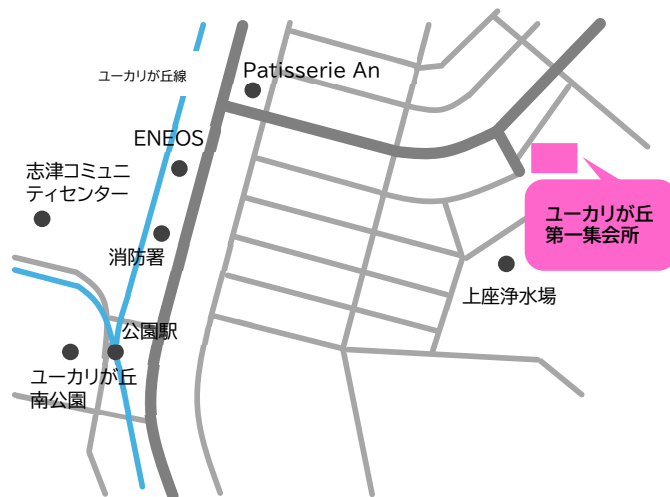 ユーカリが丘線
Patisserie An
ENEOS
志津コミュニ
ティセンター
消防署
公園駅
ユーカリが丘
南公園
ユーカリが丘
第一集会所
上座浄水場